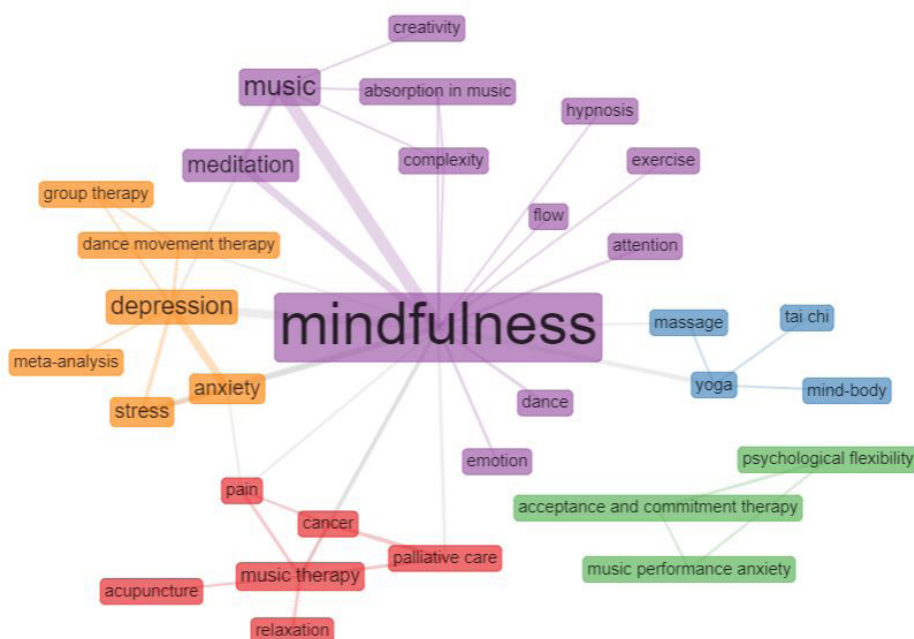 creativity
music
absorption in music
hypnosis
meditation
complexity
exercise
group therapy
flow
dance movement therapy
attention
depression
mindfulness
massage
tai chi
meta-analysis
anxiety
yoga
mind-body
stress
dance
emotion
psychological flexibility
pain
acceptance and commitment therapy
cancer
palliative care
music therapy
music performance anxiety
acupuncture
relaxation